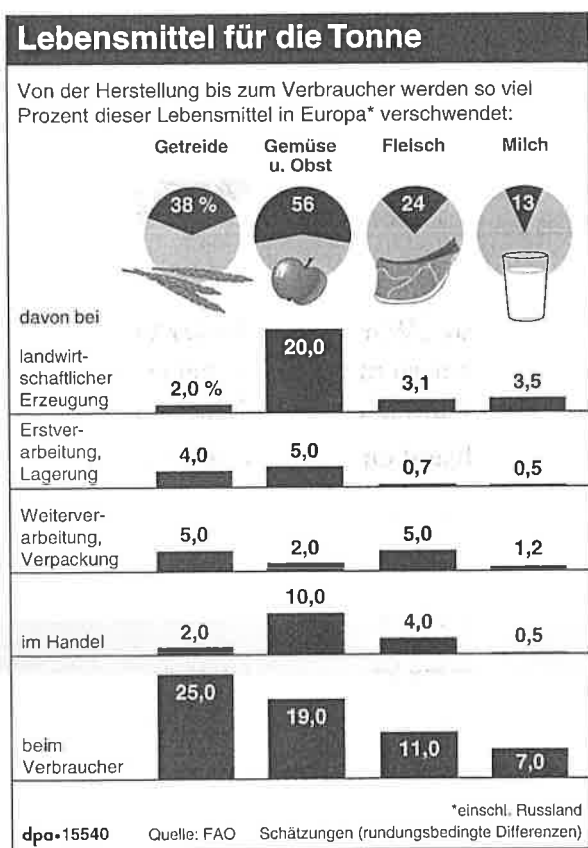 Lebensmittel für die Tonne
Von der Herstellung bis zum Verbraucher werden so viel
Prozent dieser Lebensmittel in Europa* verschwendet:
Getreide Gemüse u. Obst Fleisch Milch
38 % 56 24 13
davon bei
landwirt-
schaftlicher
Erzeugung
2,0 % 20,0 3,1 3,5
Erstver-
arbeitung,
Lagerung
4,0 5,0 0,7 0,5
Weiterver-
arbeitung,
Verpackung
5,0 2,0 5,0 1,2
im Handel
2,0 10,0 4,0 0,5
beim
Verbraucher
25,0 19,0 11,0 7,0
*einschl. Russland
dpa•15540 Quelle: FAO Schätzungen (rundungsbedingte Differenzen)